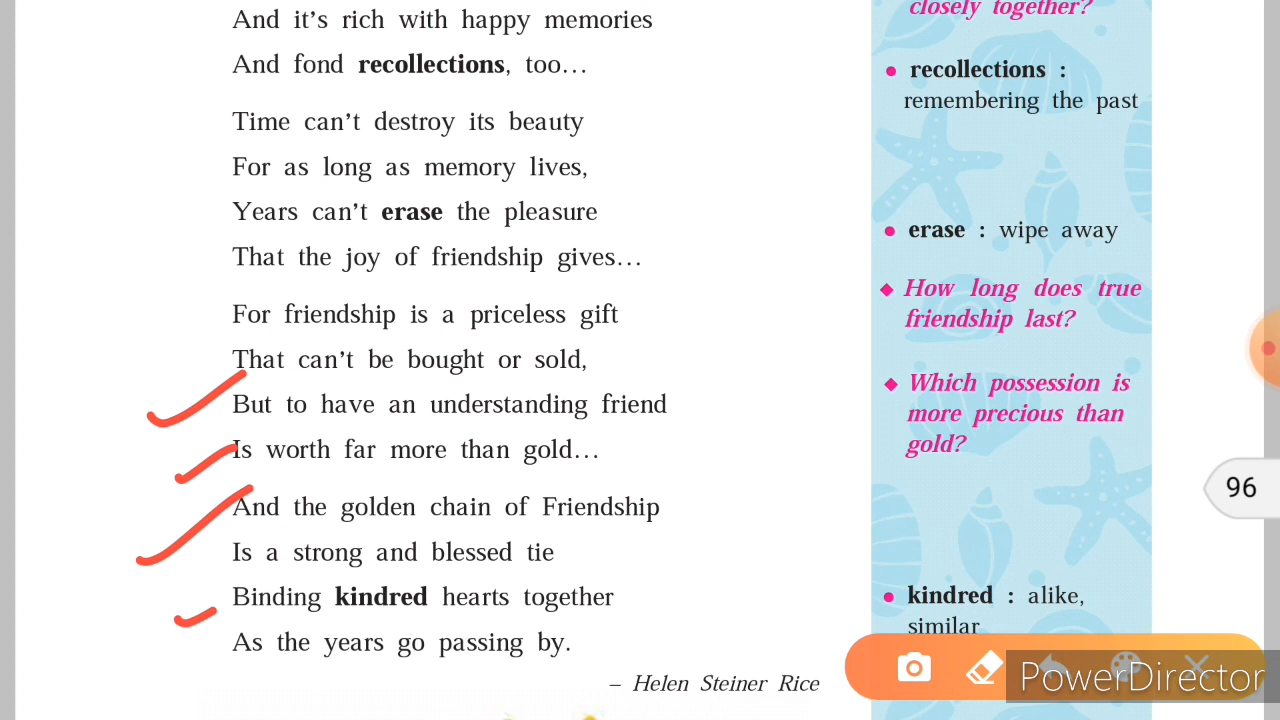 And it's rich with happy memories
And fond recollections, too...
Time can't destroy its beauty
For as long as memory lives,
Years can't erase the pleasure
That the joy of friendship gives...
For friendship is a priceless gift
That can't be bought or sold,
But to have an understanding friend
Is worth far more than gold...
And the golden chain of Friendship
Is a strong and blessed tie
Binding kindred hearts together
As the years go passing by.
– Helen Steiner Rice
closely together?
• recollections :
remembering the past
• erase : wipe away
◆ How long does true
friendship last?
◆ Which possession is
more precious than
gold?
• kindred : alike,
similar
96
PowerDirector